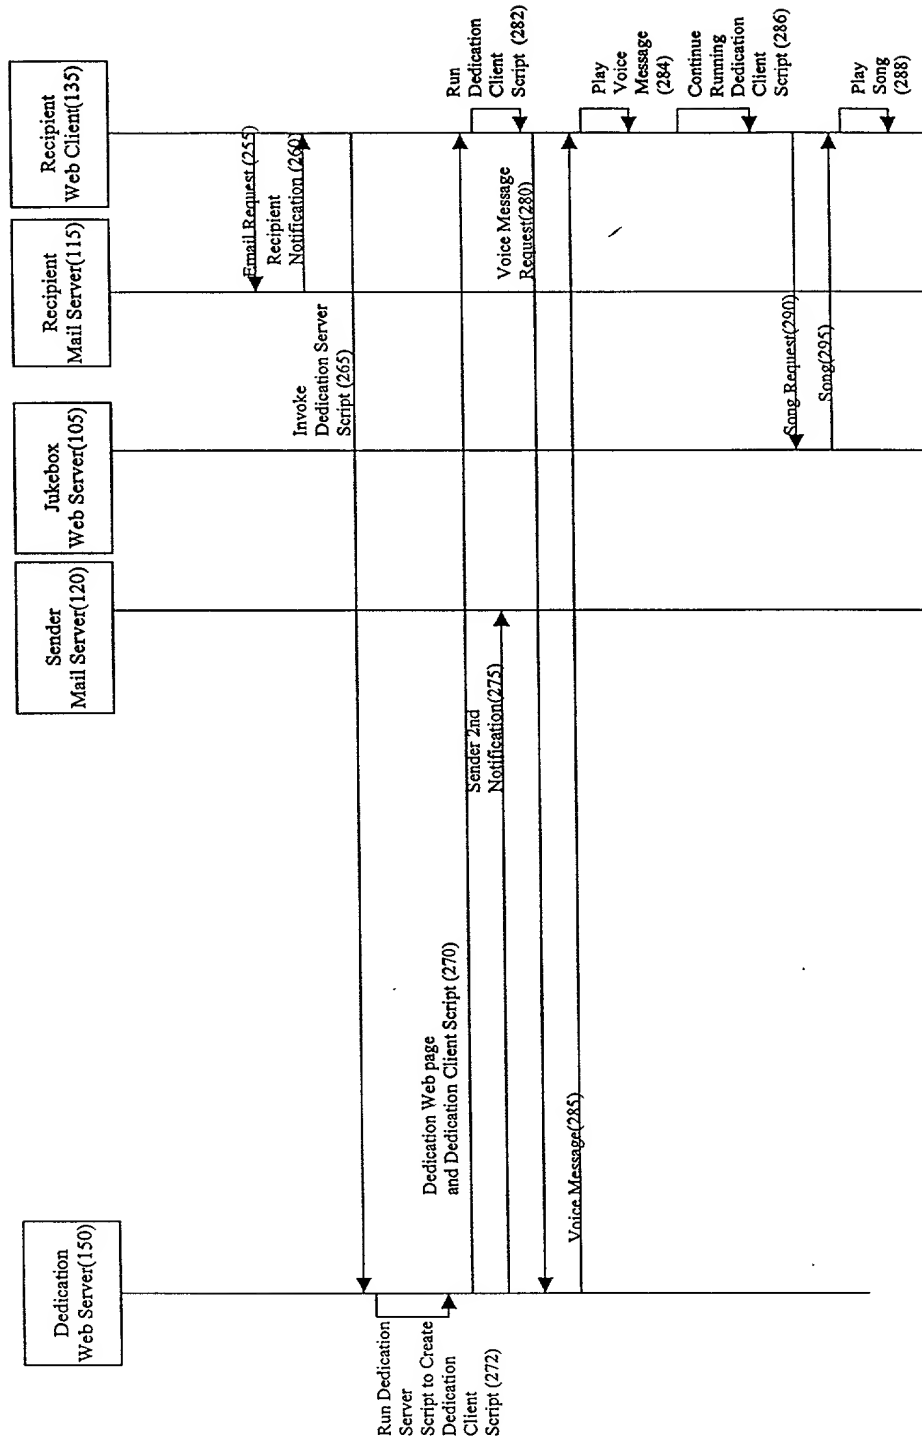 Dedication
Web Server(150)
Sender
Mail Server(120)
Jukebox
Web Server(105)
Recipient
Mail Server(115)
Recipient
Web Client(135)
Email Request (255)
Recipient
Notification (260)
Invoke
Dedication Server
Script (265)
Run Dedication
Server
Script to Create
Dedication
Client
Script (272)
Dedication Web page
and Dedication Client Script (270)
Run
Dedication
Client
Script (282)
Sender 2nd
Notification(275)
Voice Message
Request(280)
Voice Message(285)
Play
Voice
Message
(284)
Continue
Running
Dedication
Client
Script (286)
Song Request(290)
Song(295)
Play
Song
(288)